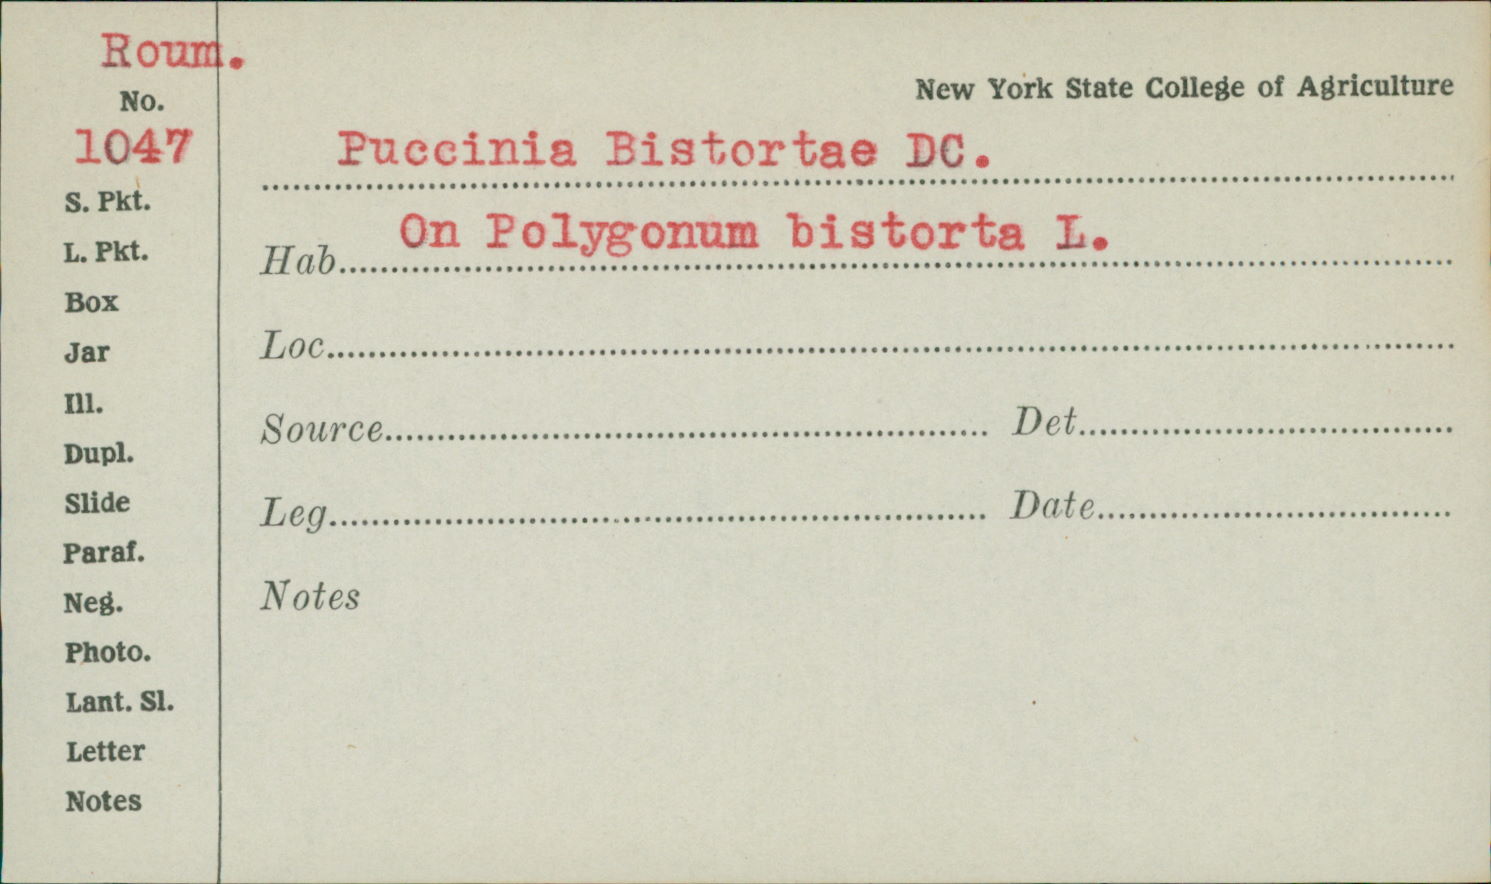 Roum.
No.
1047
S. Pkt.
L. Pkt.
Box
Jar
Ill.
Dupl.
Slide
Paraf.
Neg.
Photo.
Lant. Sl.
Letter
Notes
New York State College of Agriculture
Puccinia Bistortae DC.
Hab. On Polygonum bistorta L.
Loc.
Source Det.
Leg. Date
Notes